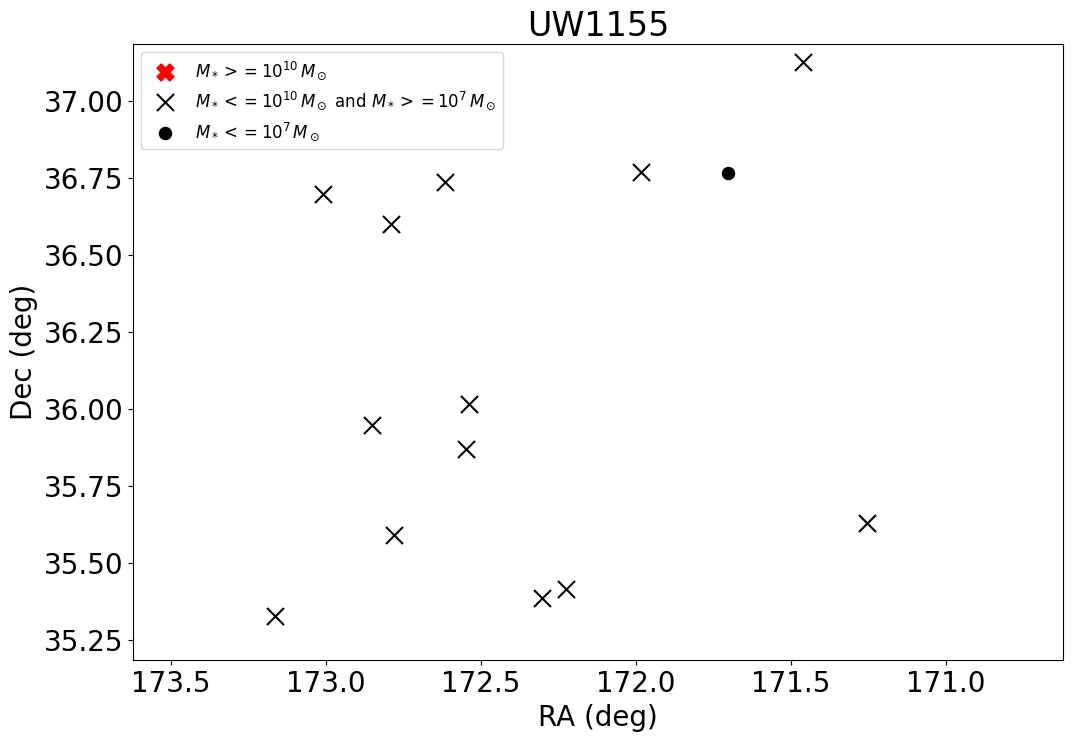 UW1155
M* >= 10^10 M⊙
M* <= 10^10 M⊙ and M* >= 10^7 M⊙
M* <= 10^7 M⊙
37.00
36.75
36.50
36.25
36.00
35.75
35.50
35.25
Dec (deg)
173.5 173.0 172.5 172.0 171.5 171.0
RA (deg)